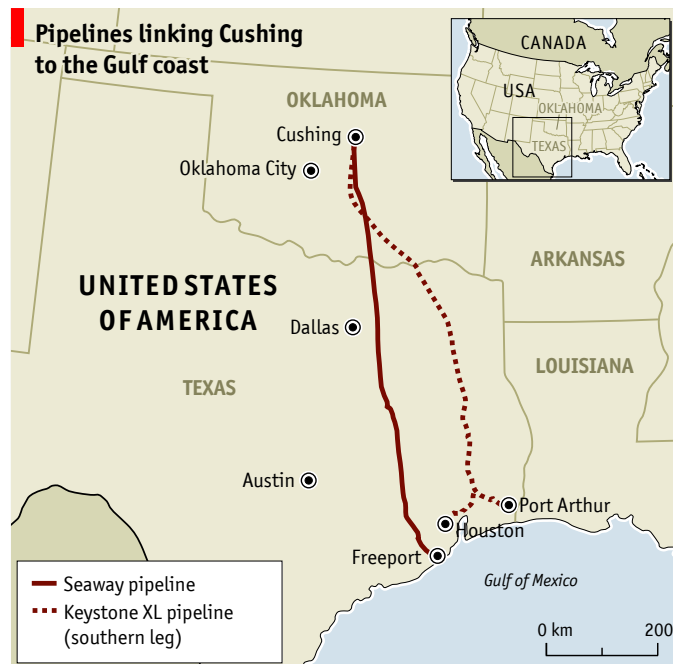 Pipelines linking Cushing
to the Gulf coast
CANADA
USA
OKLAHOMA
TEXAS
OKLAHOMA
Cushing
Oklahoma City
ARKANSAS
UNITED STATES
OF AMERICA
Dallas
LOUISIANA
TEXAS
Austin
Port Arthur
Houston
Freeport
Gulf of Mexico
Seaway pipeline
Keystone XL pipeline
(southern leg)
0 km 200